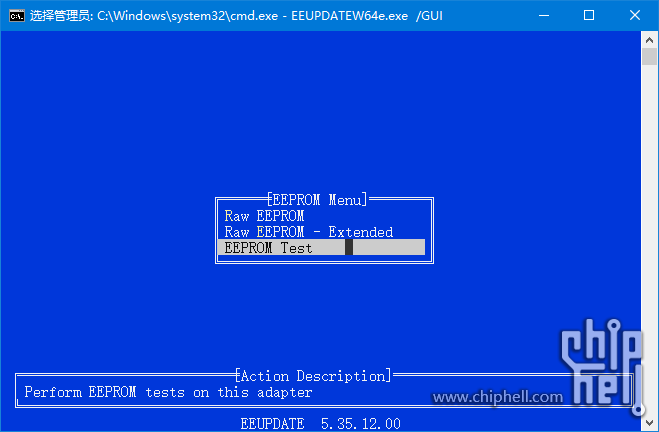 选择管理员: C:\Windows\system32\cmd.exe - EEUPDATEW64e.exe /GUI
[EEPROM Menu]
Raw EEPROM
Raw EEPROM - Extended
EEPROM Test
[Action Description]
Perform EEPROM tests on this adapter
EEUPDATE 5.35.12.00
chip
hell
www.chiphell.com